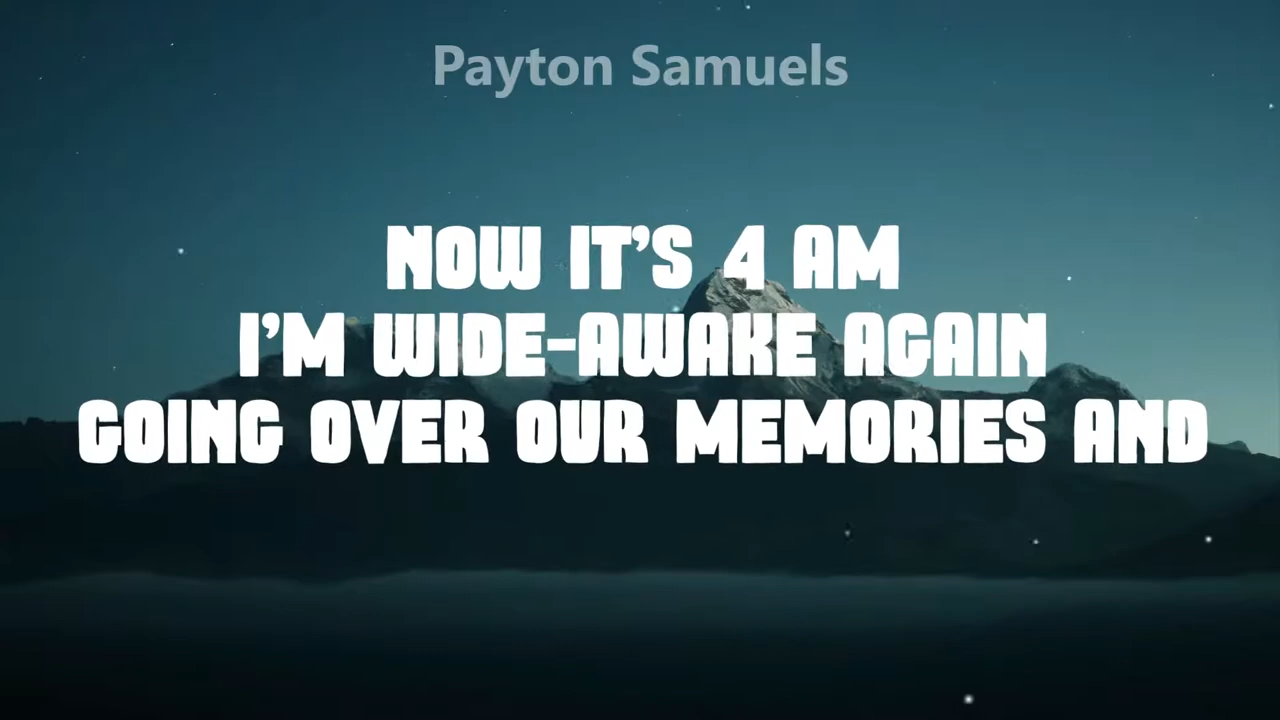 Payton Samuels
NOW IT'S 4 AM
I'M WIDE-AWAKE AGAIN
GOING OVER OUR MEMORIES AND